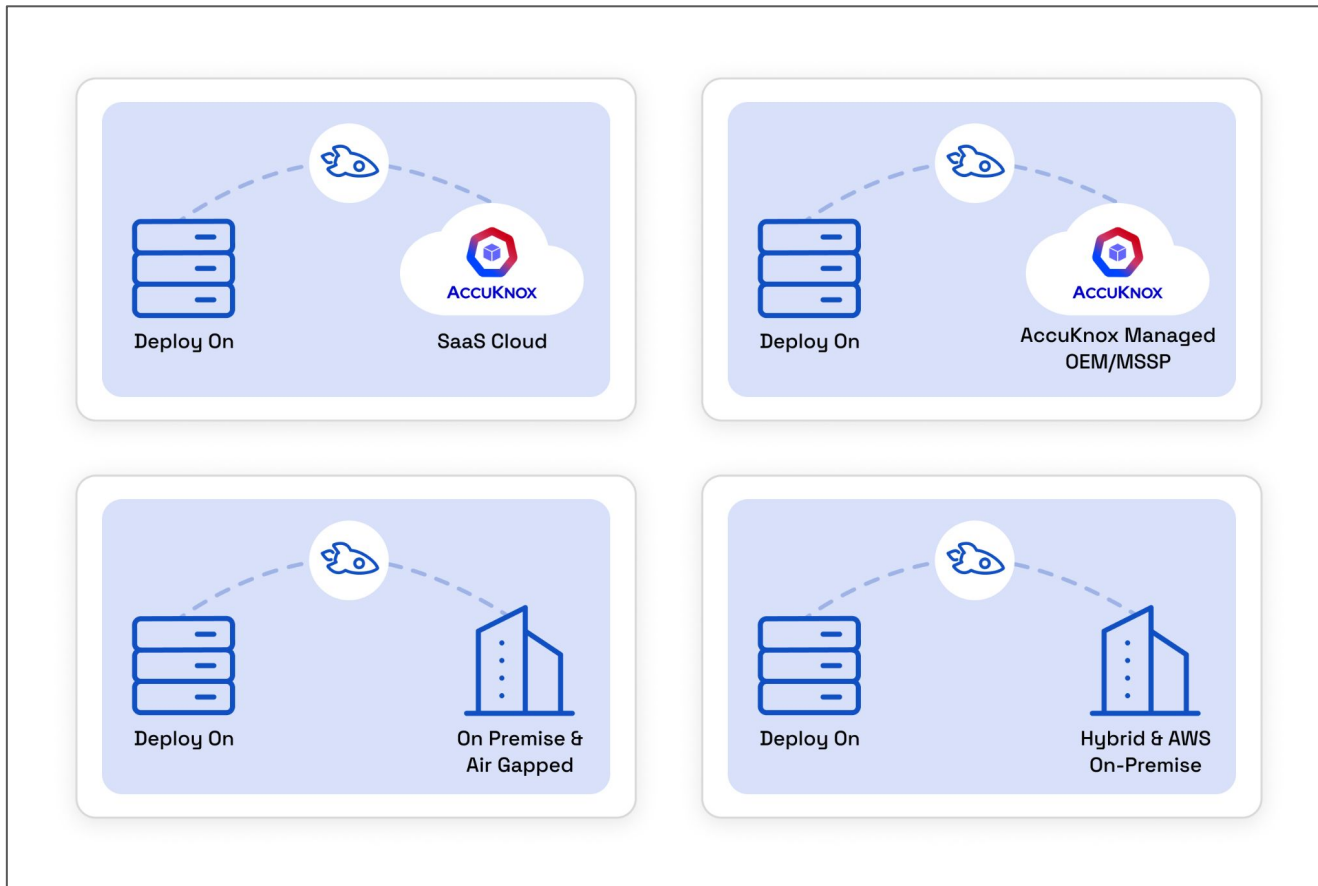 ACCUKNOX
Deploy On
SaaS Cloud
ACCUKNOX
Deploy On
AccuKnox Managed
OEM/MSSP
Deploy On
On Premise &
Air Gapped
Deploy On
Hybrid & AWS
On-Premise